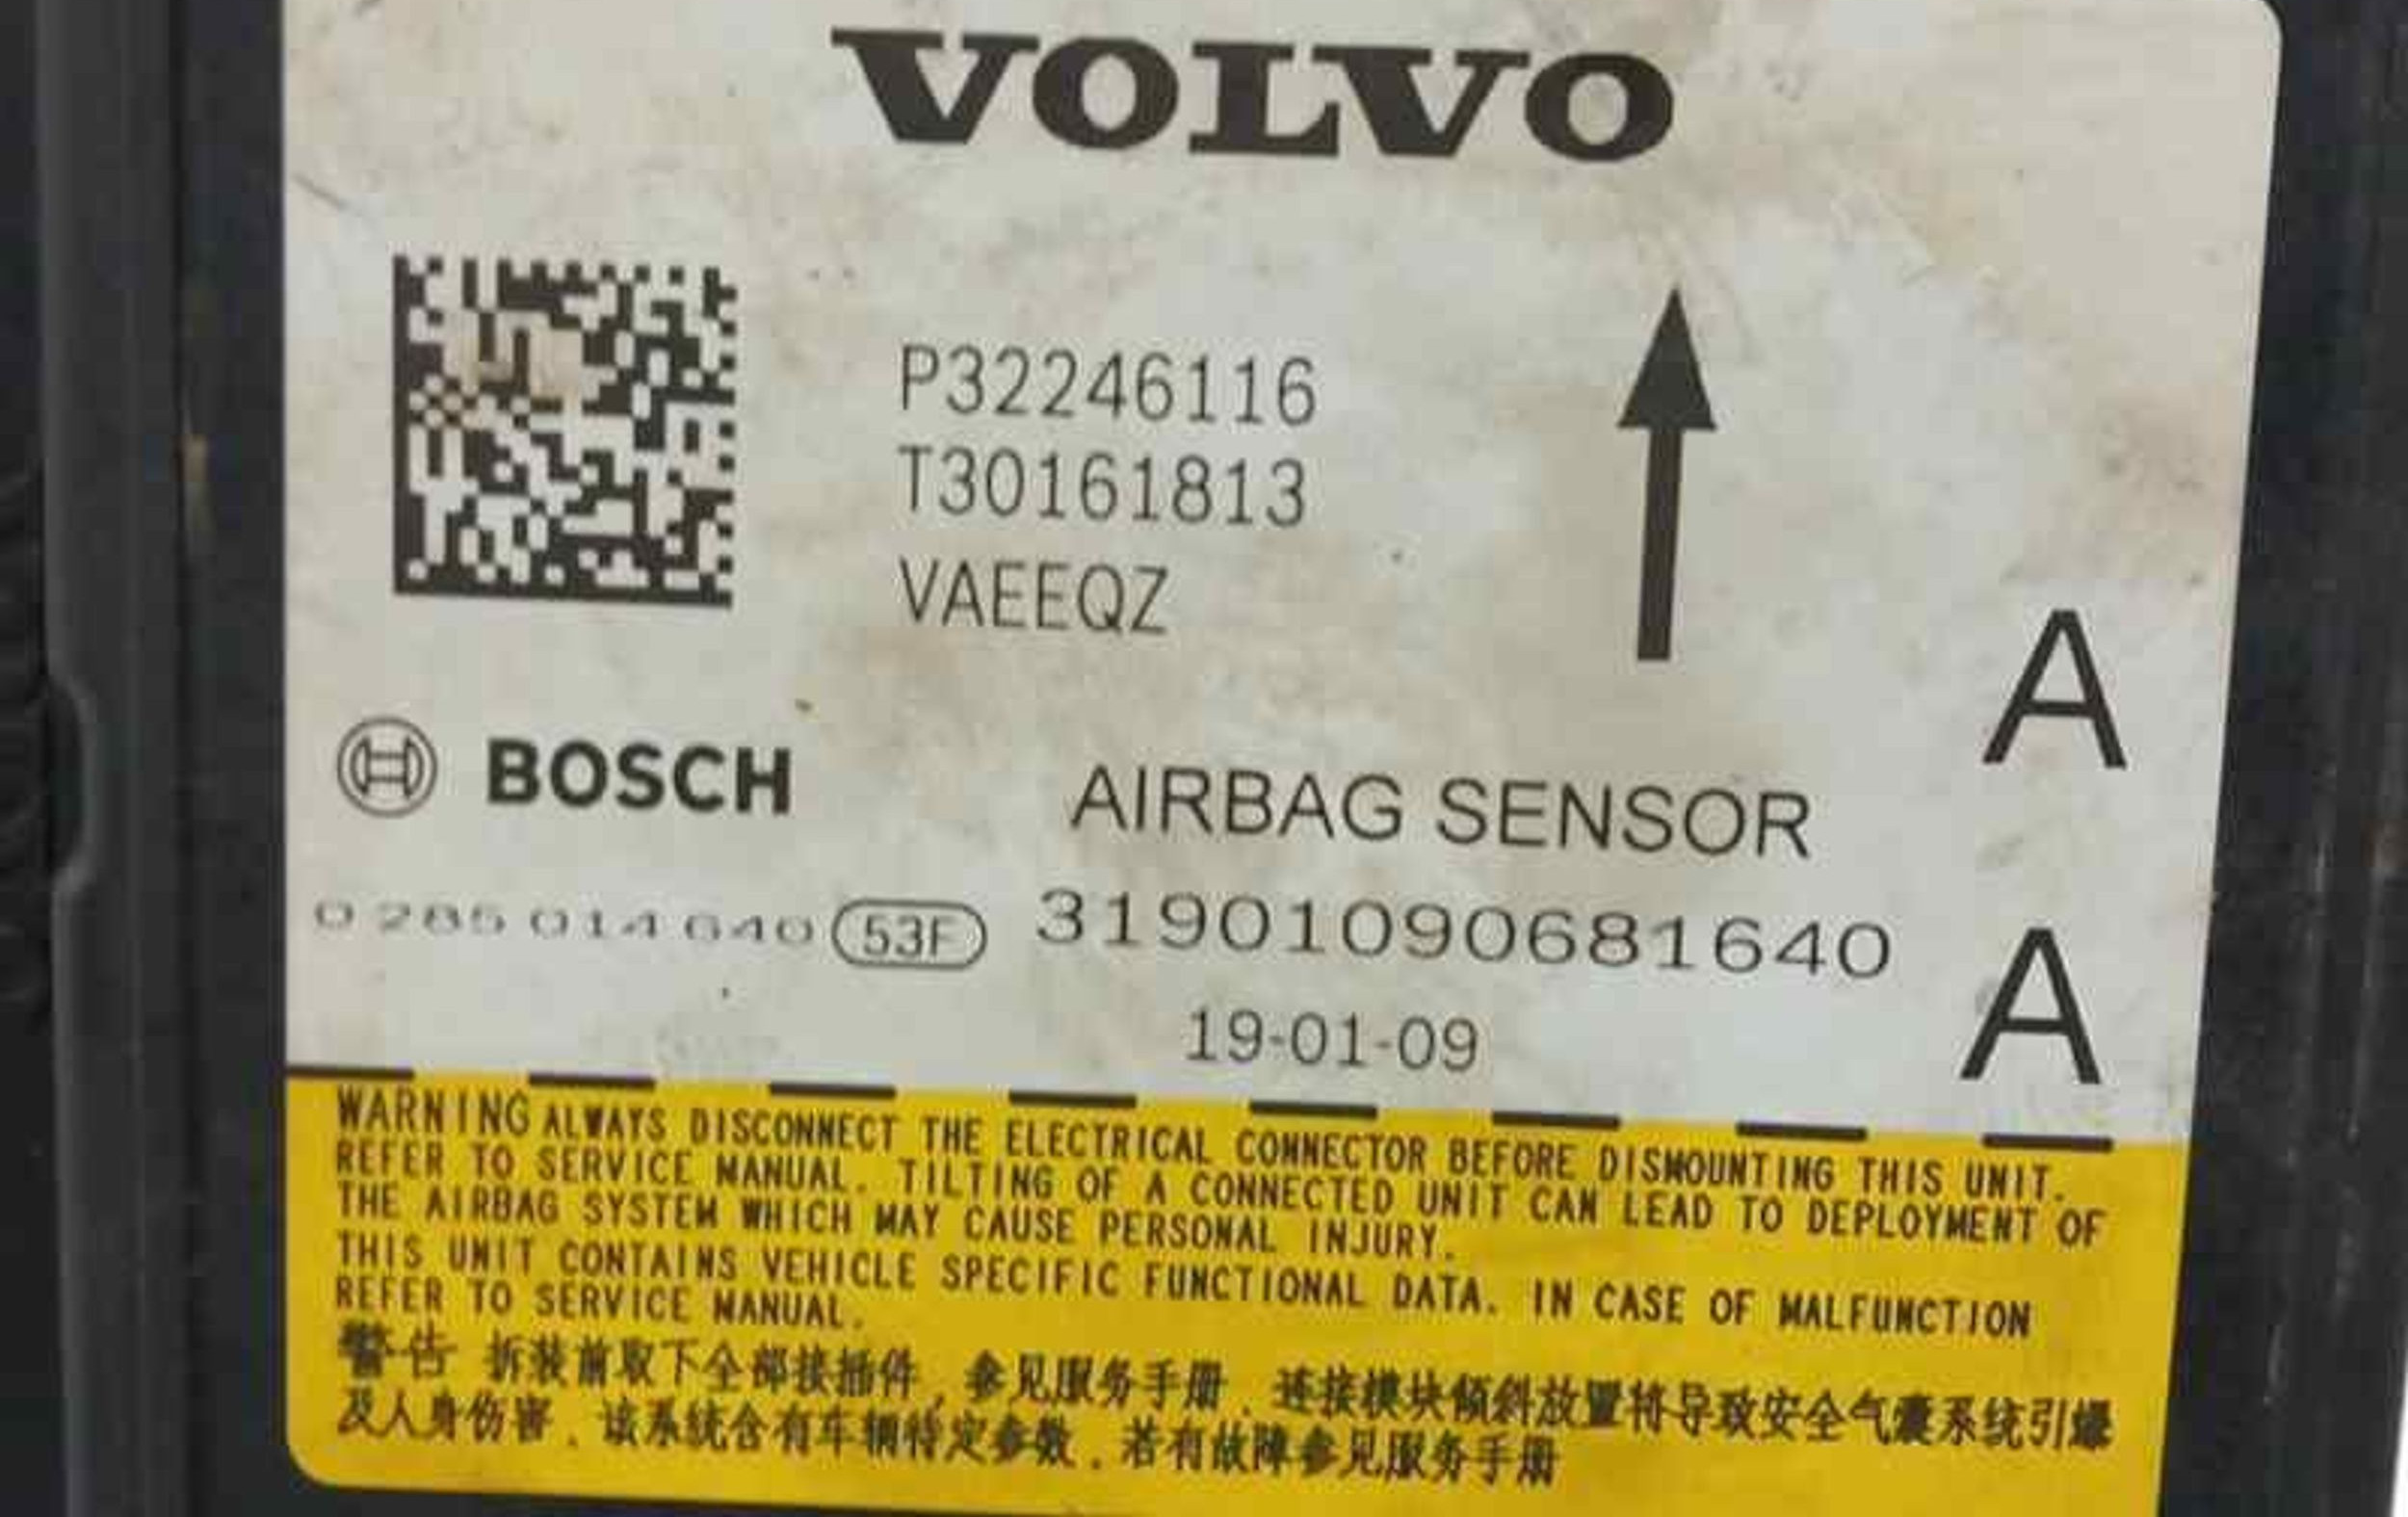 VOLVO
P32246116
T30161813
VAEEQZ
A
BOSCH
AIRBAG SENSOR
0 285 014 640 53F 31901090681640
A
19-01-09
WARNING ALWAYS DISCONNECT THE ELECTRICAL CONNECTOR BEFORE DISMOUNTING THIS UNIT.
REFER TO SERVICE MANUAL. TILTING OF A CONNECTED UNIT CAN LEAD TO DEPLOYMENT OF
THE AIRBAG SYSTEM WHICH MAY CAUSE PERSONAL INJURY.
THIS UNIT CONTAINS VEHICLE SPECIFIC FUNCTIONAL DATA. IN CASE OF MALFUNCTION
REFER TO SERVICE MANUAL.
警告 拆装前取下全部接插件，参见服务手册．连接模块倾斜放置将导致安全气囊系统引爆
及人身伤害．该系统含有车辆特定参数．若有故障参见服务手册